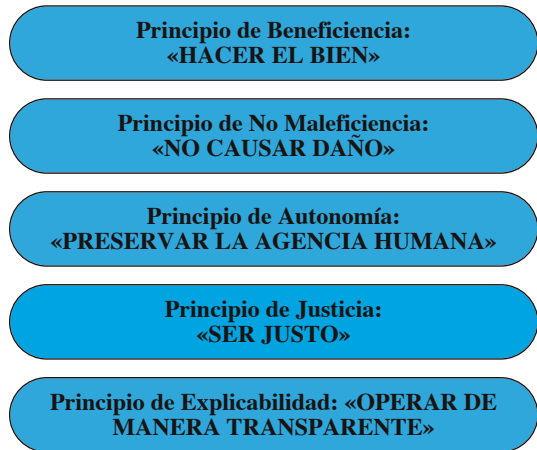 Principio de Beneficiencia:
«HACER EL BIEN»
Principio de No Maleficiencia:
«NO CAUSAR DAÑO»
Principio de Autonomía:
«PRESERVAR LA AGENCIA HUMANA»
Principio de Justicia:
«SER JUSTO»
Principio de Explicabilidad: «OPERAR DE
MANERA TRANSPARENTE»